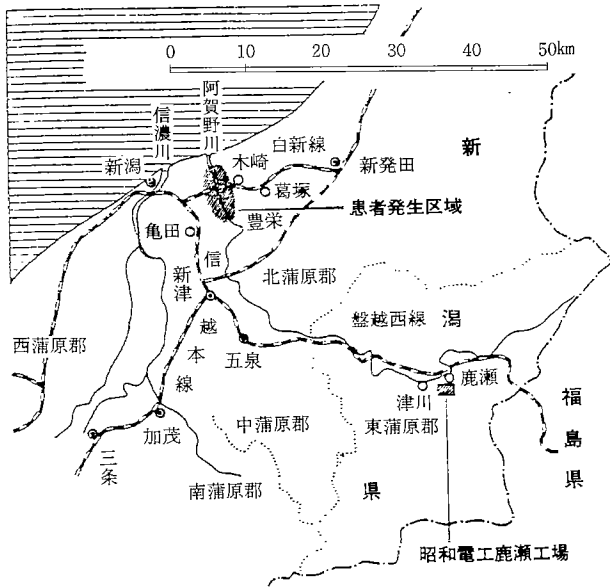 0 10 20 30 40 50km
阿賀野川
信濃川
新潟
木崎
白新線
新発田
新
葛塚
患者発生区域
豊栄
亀田
信
新津
北蒲原郡
越
盤越西線
潟
西蒲原郡
本
五泉
鹿瀬
線
津川
福島県
加茂
中蒲原郡
東蒲原郡
三条
南蒲原郡
県
昭和電工鹿瀬工場